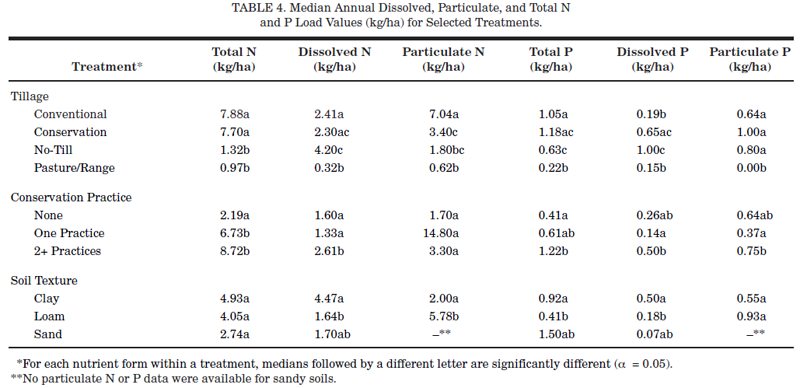 TABLE 4. Median Annual Dissolved, Particulate, and Total N
and P Load Values (kg/ha) for Selected Treatments.
Total N Dissolved N Particulate N Total P Dissolved P Particulate P
Treatment* (kg/ha) (kg/ha) (kg/ha) (kg/ha) (kg/ha) (kg/ha)
Tillage
Conventional 7.88a 2.41a 7.04a 1.05a 0.19b 0.64a
Conservation 7.70a 2.30ac 3.40c 1.18ac 0.65ac 1.00a
No-Till 1.32b 4.20c 1.80bc 0.63c 1.00c 0.80a
Pasture/Range 0.97b 0.32b 0.62b 0.22b 0.15b 0.00b
Conservation Practice
None 2.19a 1.60a 1.70a 0.41a 0.26ab 0.64ab
One Practice 6.73b 1.33a 14.80a 0.61ab 0.14a 0.37a
2+ Practices 8.72b 2.61b 3.30a 1.22b 0.50b 0.75b
Soil Texture
Clay 4.93a 4.47a 2.00a 0.92a 0.50a 0.55a
Loam 4.05a 1.64b 5.78b 0.41b 0.18b 0.93a
Sand 2.74a 1.70ab –** 1.50ab 0.07ab –**
*For each nutrient form within a treatment, medians followed by a different letter are significantly different (α = 0.05).
**No particulate N or P data were available for sandy soils.